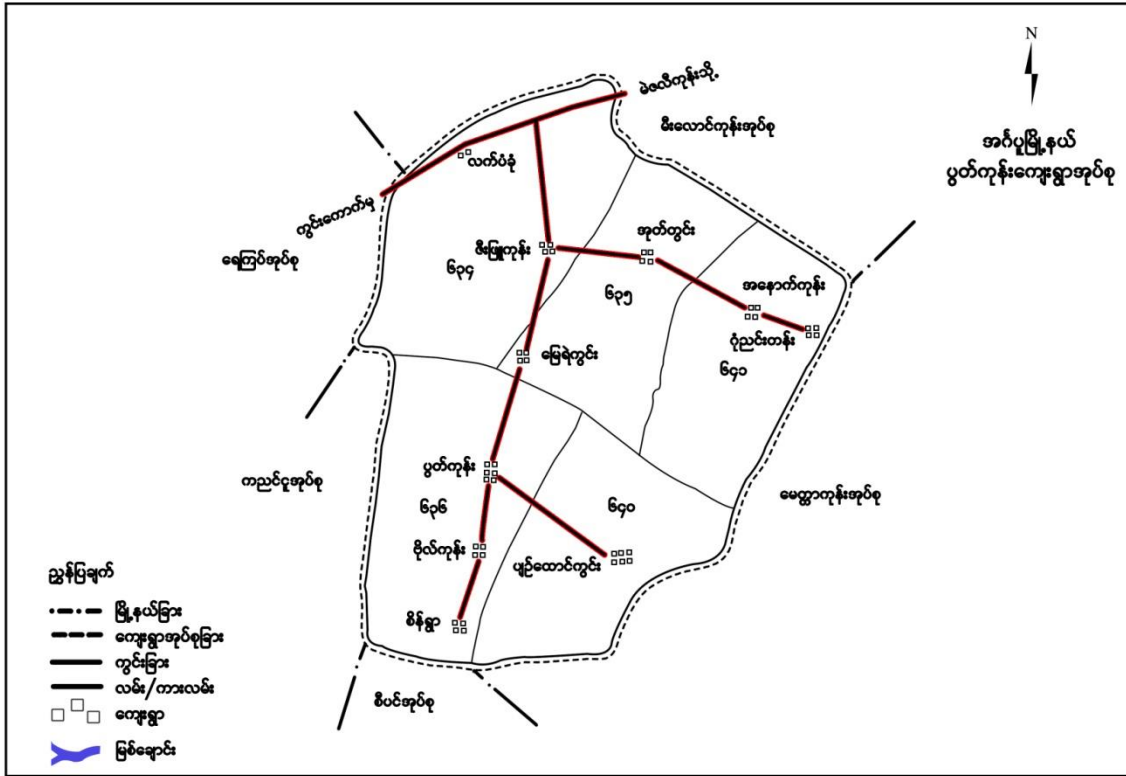 N
မဲဇလီကုန်းသို့
မီးလောင်ကုန်းအုပ်စု
အင်္ဂပူမြို့နယ်
ပွတ်ကုန်းကျေးရွာအုပ်စု
လက်ပံခုံ
ကွင်းကောက်မှ
ရေကြပ်အုပ်စု
ဇီးဖြူကုန်း
၆၃၄
အုတ်တွင်း
၆၃၅
အနောက်ကုန်း
ဂုံညင်းတန်း
၆၄၁
မြေရဲကွင်း
ကညင်ငူအုပ်စု
ပွတ်ကုန်း
၆၃၆
၆၄၀
မေတ္တာကုန်းအုပ်စု
ဗိုလ်ကုန်း
ပျဉ်ထောင်ကွင်း
စိန်ရွာ
စီပင်အုပ်စု
ညွှန်ပြချက်
မြို့နယ်ခြား
ကျေးရွာအုပ်စုခြား
ကွင်းခြား
လမ်း/ကားလမ်း
ကျေးရွာ
မြစ်ချောင်း